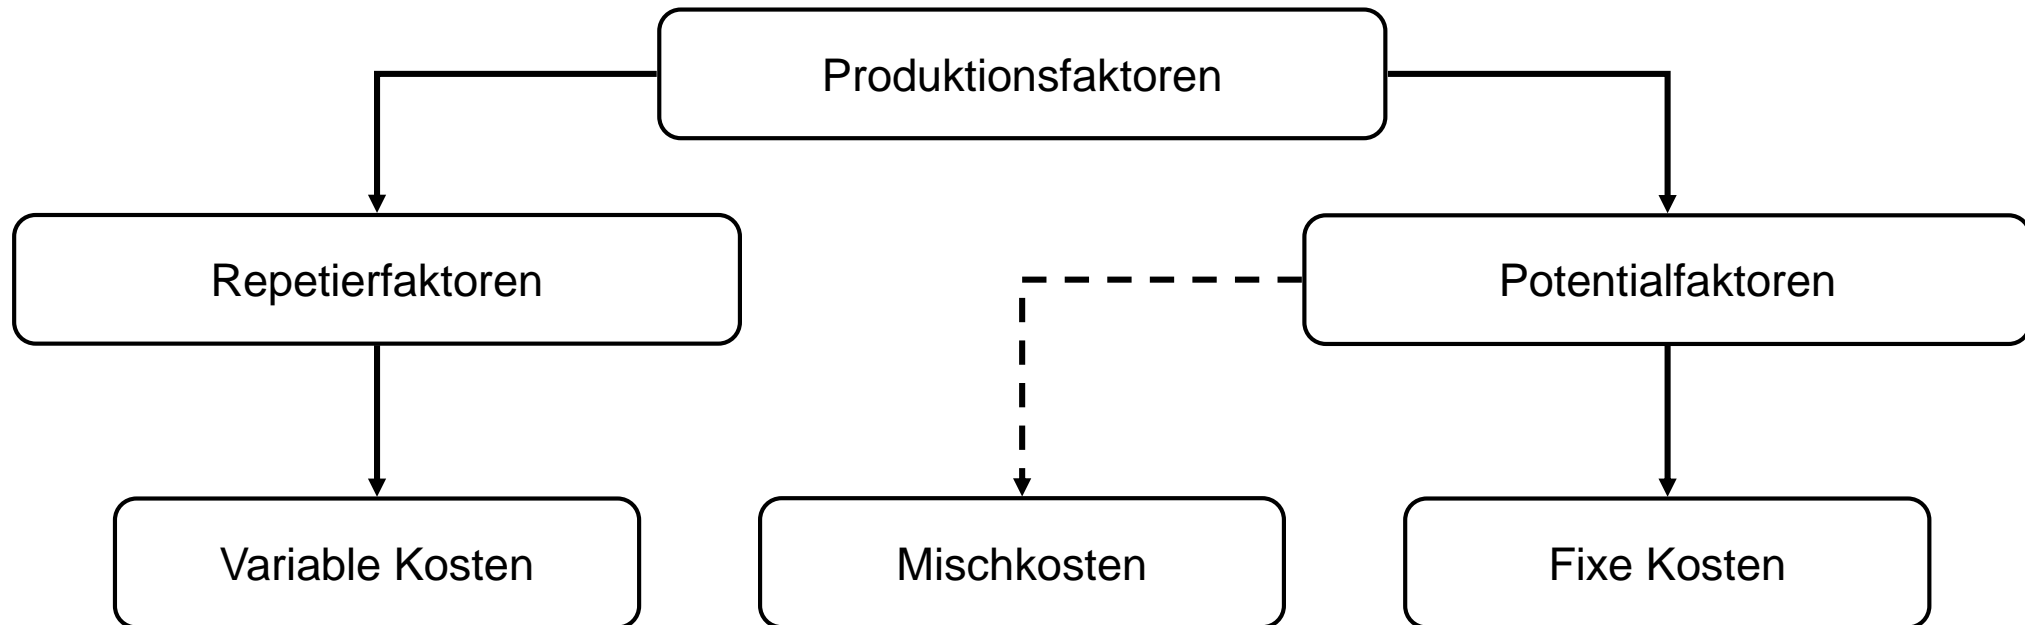 Produktionsfaktoren
Repetierfaktoren
Potentialfaktoren
Variable Kosten
Mischkosten
Fixe Kosten